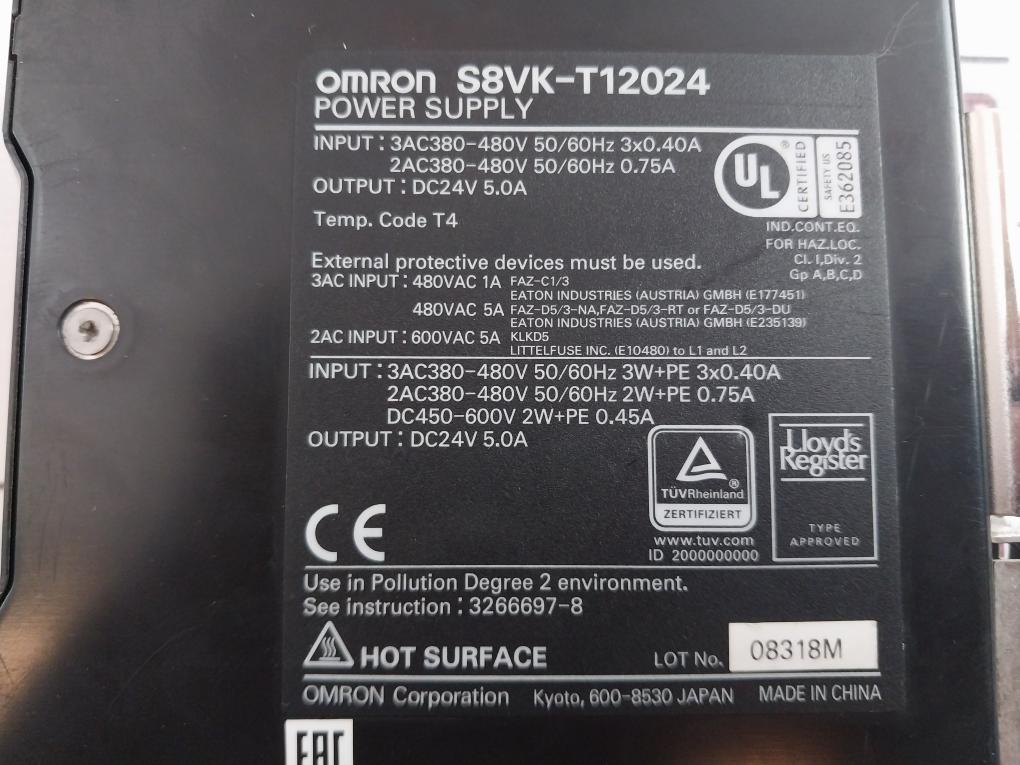 OMRON S8VK-T12024
POWER SUPPLY
INPUT : 3AC380-480V 50/60Hz 3x0.40A
2AC380-480V 50/60Hz 0.75A
OUTPUT : DC24V 5.0A
Temp. Code T4
UL ®
CERTIFIED
SAFETY US
E362085
IND.CONT.EQ.
FOR HAZ.LOC.
Cl. I,Div. 2
Gp A,B,C,D
External protective devices must be used.
3AC INPUT : 480VAC 1A FAZ-C1/3
EATON INDUSTRIES (AUSTRIA) GMBH (E177451)
480VAC 5A FAZ-D5/3-NA,FAZ-D5/3-RT or FAZ-D5/3-DU
EATON INDUSTRIES (AUSTRIA) GMBH (E235139)
2AC INPUT : 600VAC 5A KLKD5
LITTELFUSE INC. (E10480) to L1 and L2
INPUT : 3AC380-480V 50/60Hz 3W+PE 3x0.40A
2AC380-480V 50/60Hz 2W+PE 0.75A
DC450-600V 2W+PE 0.45A
OUTPUT : DC24V 5.0A
CE
®
TÜVRheinland
ZERTIFIZIERT
www.tuv.com
ID 2000000000
Lloyd's
Register
TYPE
APPROVED
Use in Pollution Degree 2 environment.
See instruction : 3266697-8
HOT SURFACE
LOT No. 08318M
OMRON Corporation Kyoto, 600-8530 JAPAN MADE IN CHINA
EAC